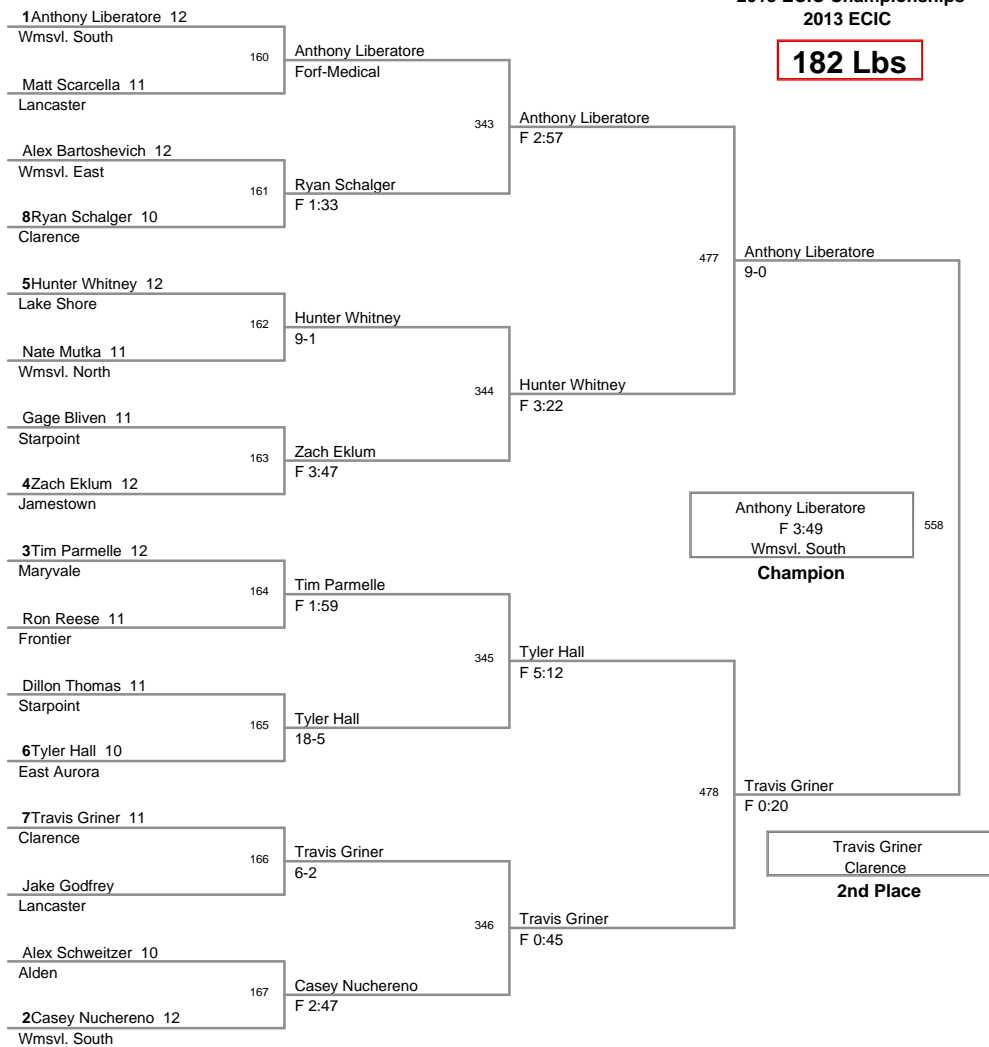 2013 ECIC Championships
2013 ECIC
182 Lbs
1Anthony Liberatore 12
Wmsvl. South
160
Anthony Liberatore
Forf-Medical
Matt Scarcella 11
Lancaster
343
Anthony Liberatore
F 2:57
Alex Bartoshevich 12
Wmsvl. East
161
Ryan Schalger
F 1:33
8Ryan Schalger 10
Clarence
477
Anthony Liberatore
9-0
5Hunter Whitney 12
Lake Shore
162
Hunter Whitney
9-1
Nate Mutka 11
Wmsvl. North
344
Hunter Whitney
F 3:22
Gage Bliven 11
Starpoint
163
Zach Eklum
F 3:47
4Zach Eklum 12
Jamestown
Anthony Liberatore
F 3:49
Wmsvl. South
Champion
558
3Tim Parmelle 12
Maryvale
164
Tim Parmelle
F 1:59
Ron Reese 11
Frontier
345
Tyler Hall
F 5:12
Dillon Thomas 11
Starpoint
165
Tyler Hall
18-5
6Tyler Hall 10
East Aurora
478
Travis Griner
F 0:20
7Travis Griner 11
Clarence
166
Travis Griner
6-2
Travis Griner
Clarence
2nd Place
Jake Godfrey
Lancaster
346
Travis Griner
F 0:45
Alex Schweitzer 10
Alden
167
Casey Nuchereno
F 2:47
2Casey Nuchereno 12
Wmsvl. South